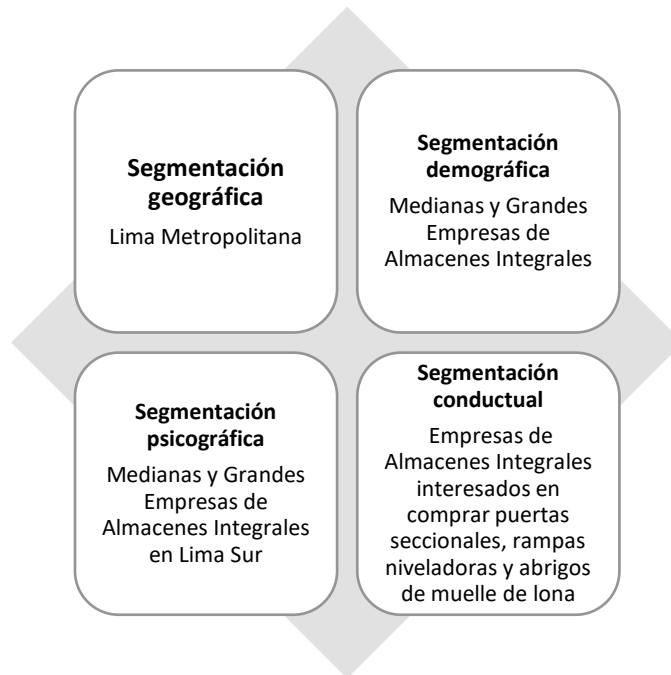 Segmentación
geográfica
Lima Metropolitana
Segmentación
demográfica
Medianas y Grandes
Empresas de
Almacenes Integrales
Segmentación
psicográfica
Medianas y Grandes
Empresas de
Almacenes Integrales
en Lima Sur
Segmentación
conductual
Empresas de
Almacenes Integrales
interesados en
comprar puertas
seccionales, rampas
niveladoras y abrigos
de muelle de lona